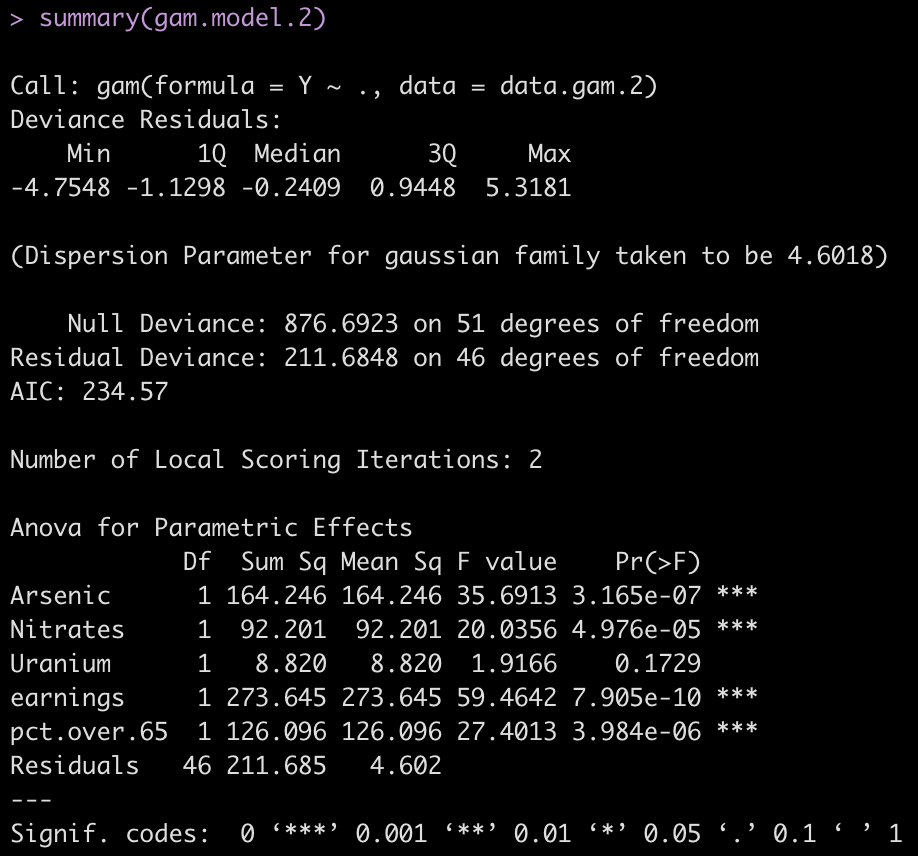 > summary(gam.model.2)

Call: gam(formula = Y ~ ., data = data.gam.2)
Deviance Residuals:
    Min      1Q  Median      3Q     Max
-4.7548 -1.1298 -0.2409  0.9448  5.3181

(Dispersion Parameter for gaussian family taken to be 4.6018)

    Null Deviance: 876.6923 on 51 degrees of freedom
Residual Deviance: 211.6848 on 46 degrees of freedom
AIC: 234.57

Number of Local Scoring Iterations: 2

Anova for Parametric Effects
            Df  Sum Sq Mean Sq F value    Pr(>F)
Arsenic      1 164.246 164.246 35.6913 3.165e-07 ***
Nitrates     1  92.201  92.201 20.0356 4.976e-05 ***
Uranium      1   8.820   8.820  1.9166    0.1729
earnings     1 273.645 273.645 59.4642 7.905e-10 ***
pct.over.65  1 126.096 126.096 27.4013 3.984e-06 ***
Residuals   46 211.685   4.602
---
Signif. codes:  0 ‘***’ 0.001 ‘**’ 0.01 ‘*’ 0.05 ‘.’ 0.1 ‘ ’ 1